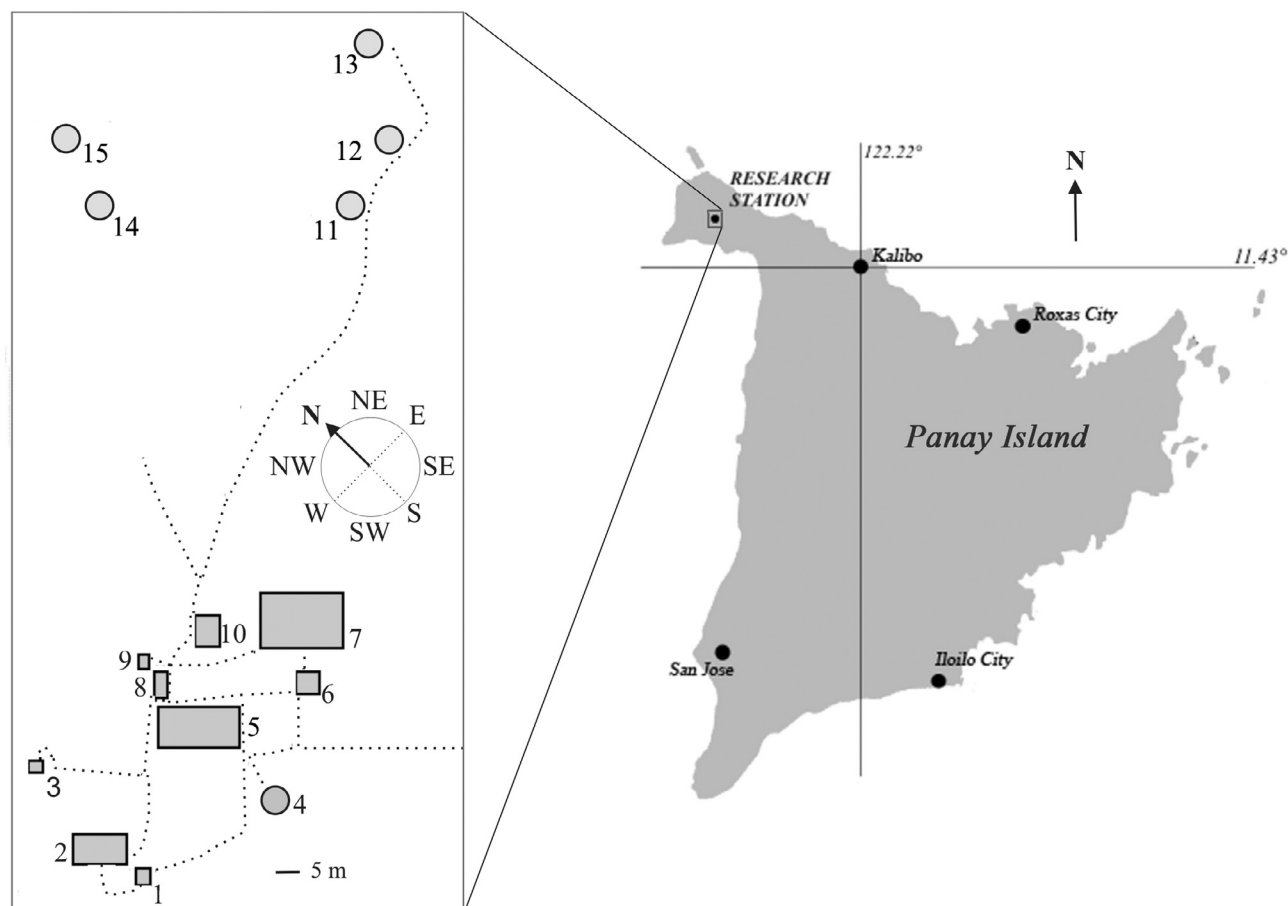 13
15
12
14
11
N
NE
E
NW
SE
W
SW
S
10
7
9
8
6
5
3
4
2
1
5 m
122.22°
N
RESEARCH
STATION
Kalibo
11.43°
Roxas City
Panay Island
San Jose
Iloilo City